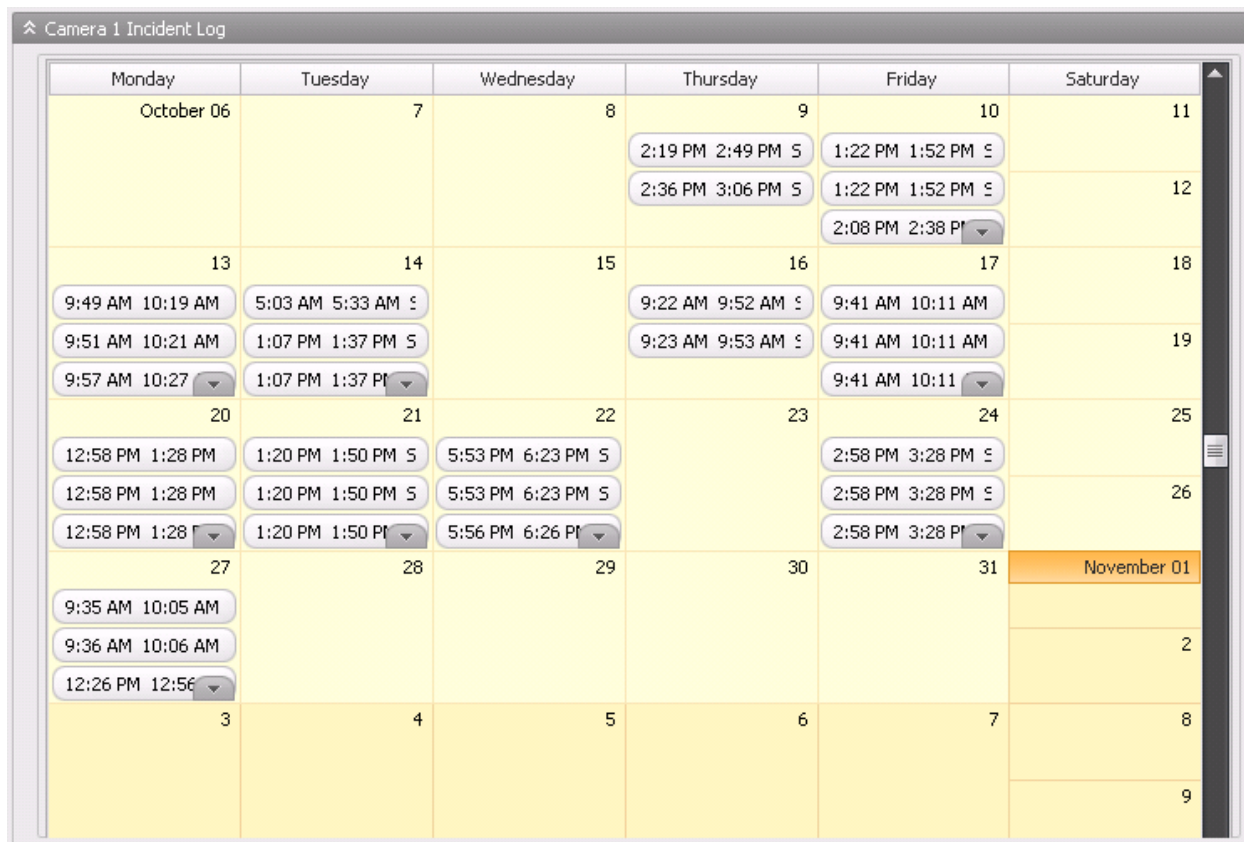 Camera 1 Incident Log
Monday Tuesday Wednesday Thursday Friday Saturday
October 06 7 8 9 10 11
2:19 PM 2:49 PM S 1:22 PM 1:52 PM S
2:36 PM 3:06 PM S 1:22 PM 1:52 PM S 12
2:08 PM 2:38
13 14 15 16 17 18
9:49 AM 10:19 AM 5:03 AM 5:33 AM S 9:22 AM 9:52 AM S 9:41 AM 10:11 AM
9:51 AM 10:21 AM 1:07 PM 1:37 PM S 9:23 AM 9:53 AM S 9:41 AM 10:11 AM 19
9:57 AM 10:27 1:07 PM 1:37 9:41 AM 10:11
20 21 22 23 24 25
12:58 PM 1:28 PM 1:20 PM 1:50 PM S 5:53 PM 6:23 PM S 2:58 PM 3:28 PM S
12:58 PM 1:28 PM 1:20 PM 1:50 PM S 5:53 PM 6:23 PM S 2:58 PM 3:28 PM S 26
12:58 PM 1:28 1:20 PM 1:50 5:56 PM 6:26 2:58 PM 3:28
27 28 29 30 31 November 01
9:35 AM 10:05 AM
9:36 AM 10:06 AM 2
12:26 PM 12:56
3 4 5 6 7 8
9